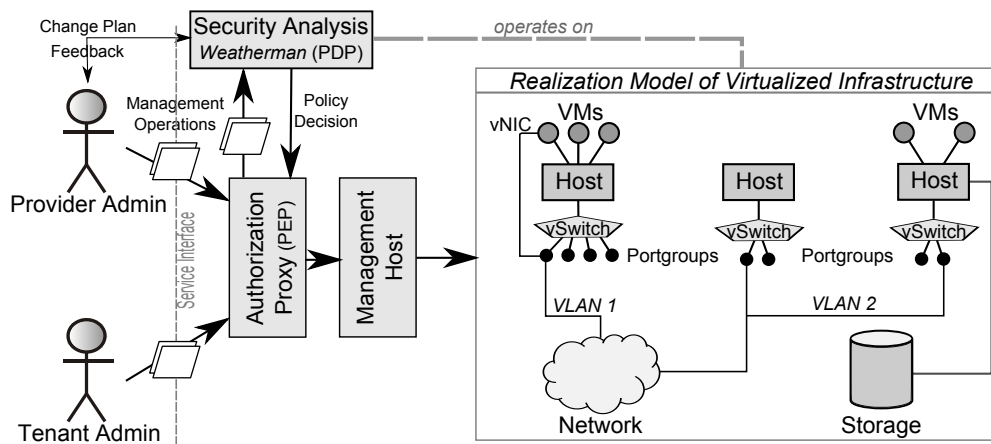 Change Plan
Feedback
Security Analysis
Weatherman (PDP)
operates on
Realization Model of Virtualized Infrastructure
Management
Operations
Policy
Decision
Provider Admin
Service Interface
Authorization
Proxy (PEP)
Management
Host
Tenant Admin
vNIC
VMs
VMs
Host
Host
Host
vSwitch
vSwitch
vSwitch
Portgroups
Portgroups
VLAN 1
VLAN 2
Network
Storage